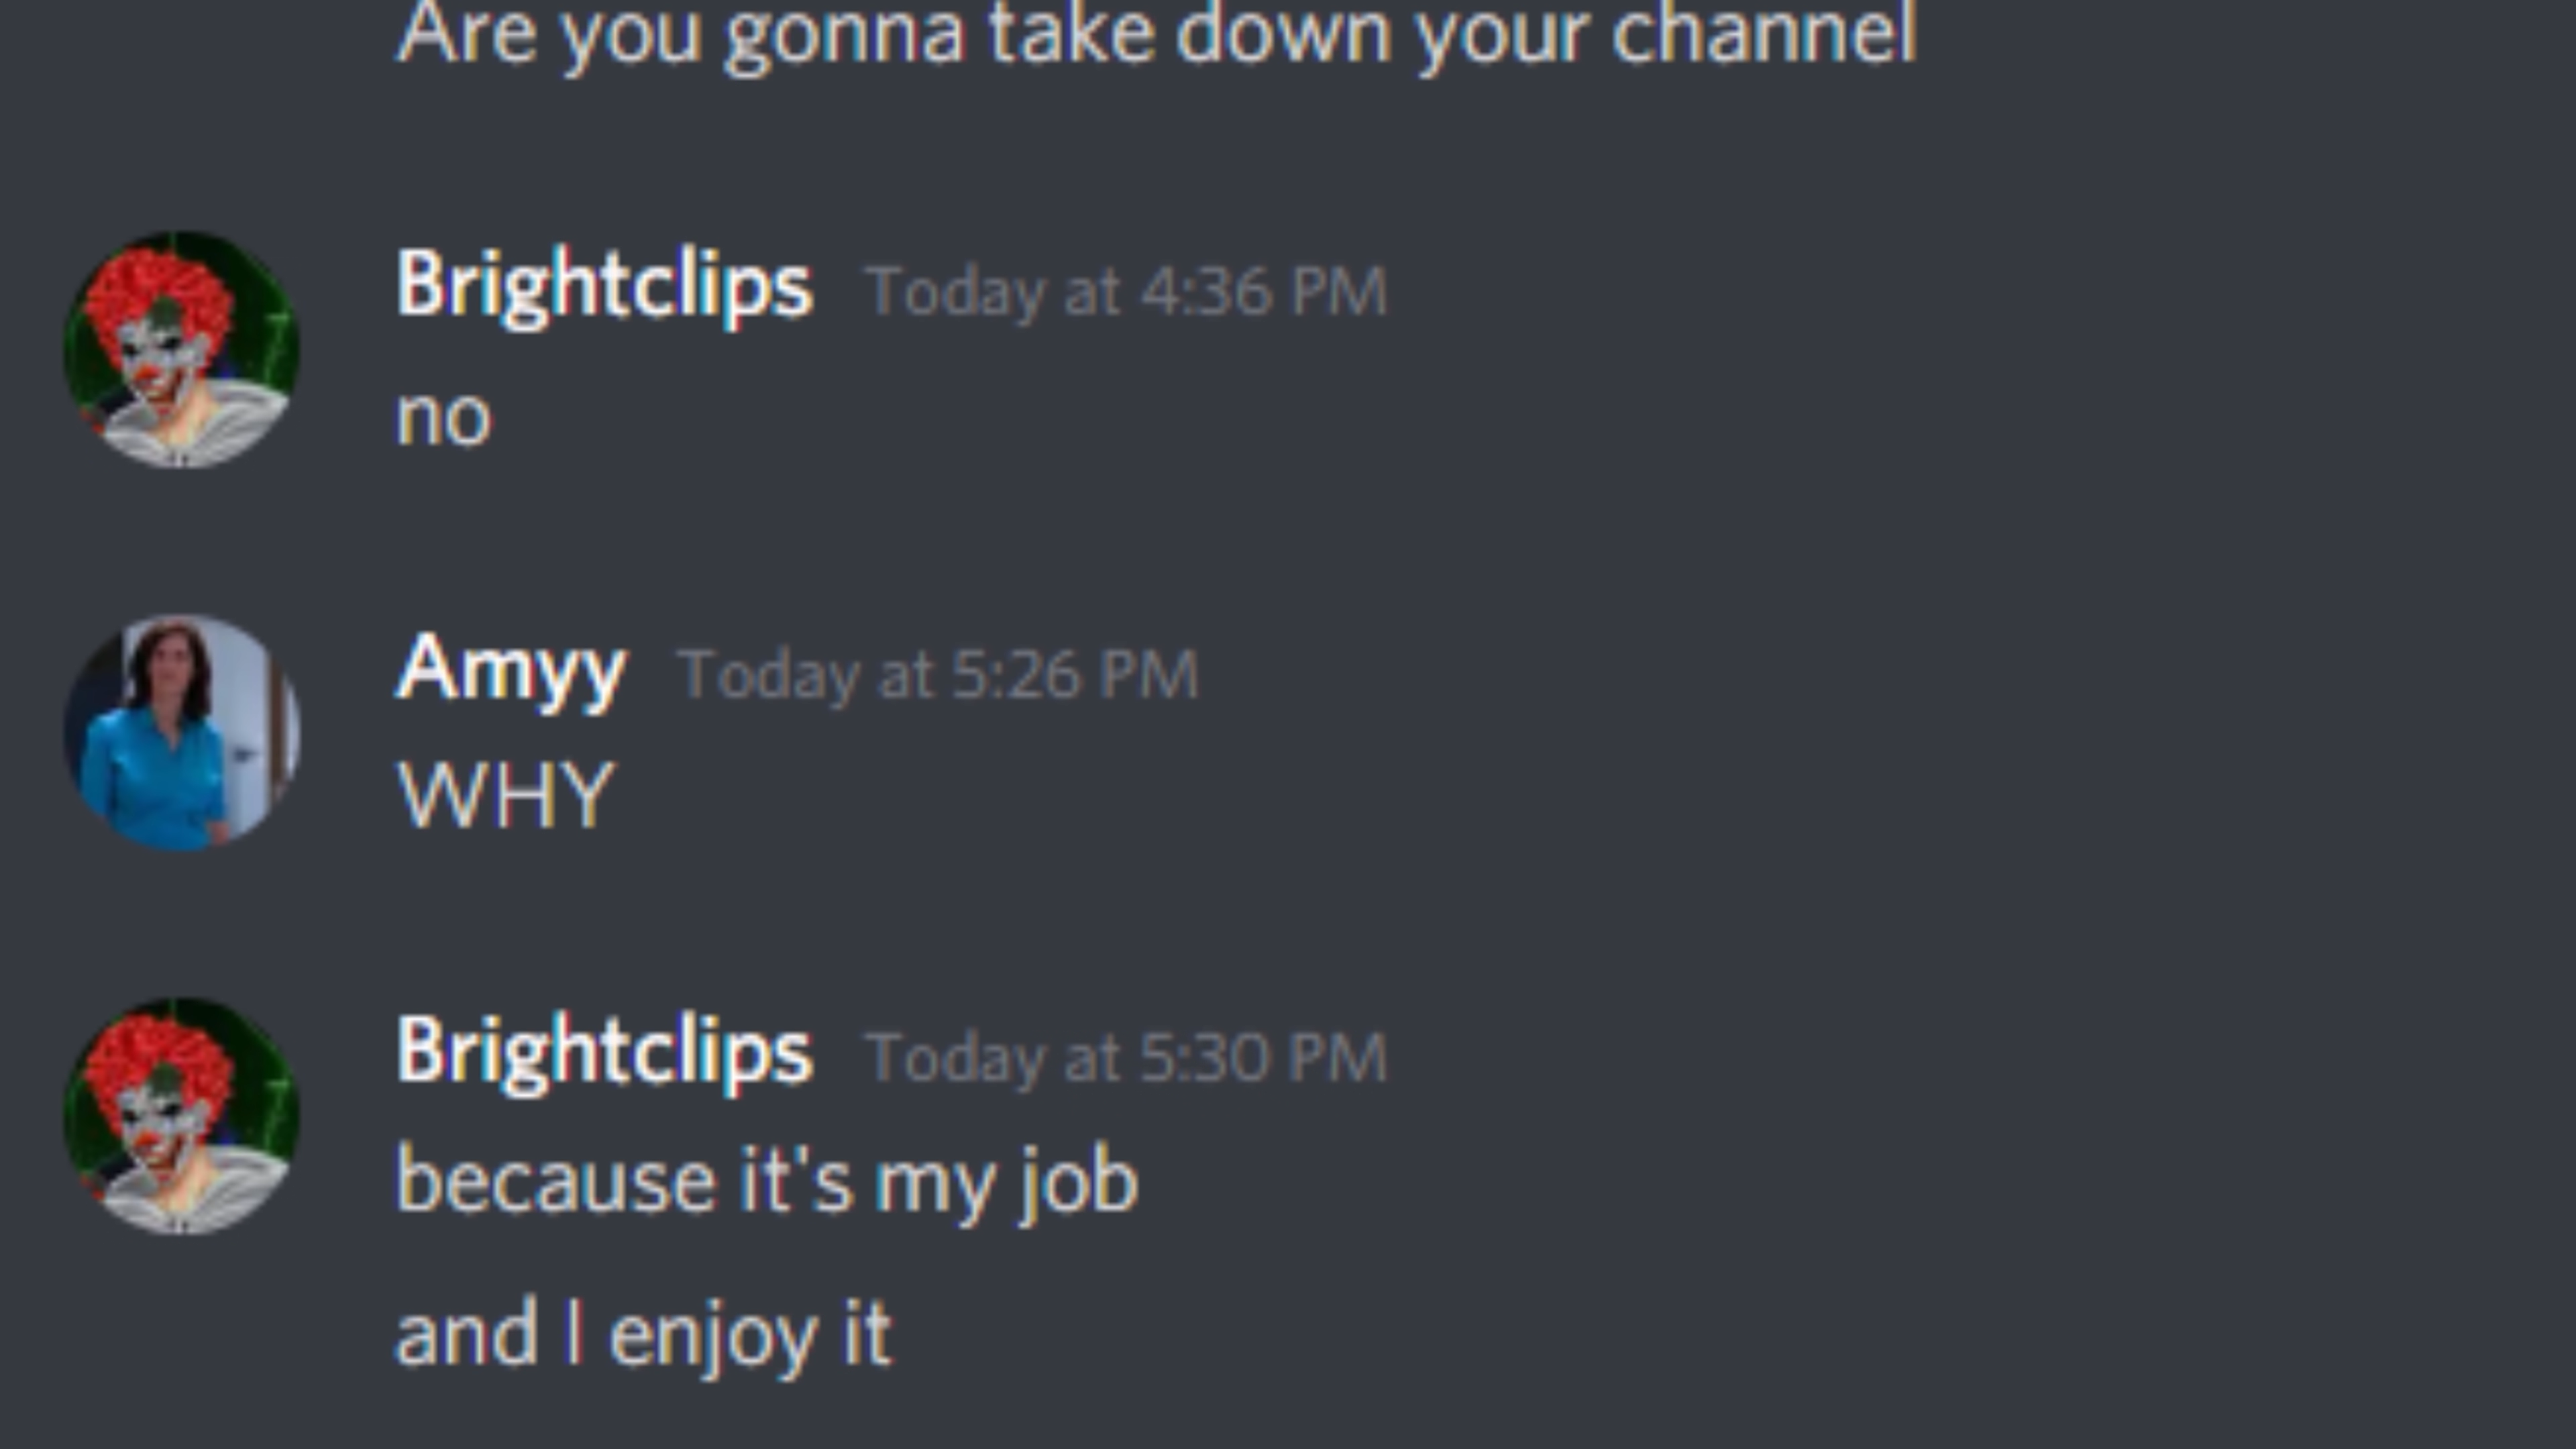 Are you gonna take down your channel
Brightclips Today at 4:36 PM
no
Amyy Today at 5:26 PM
WHY
Brightclips Today at 5:30 PM
because it's my job
and I enjoy it